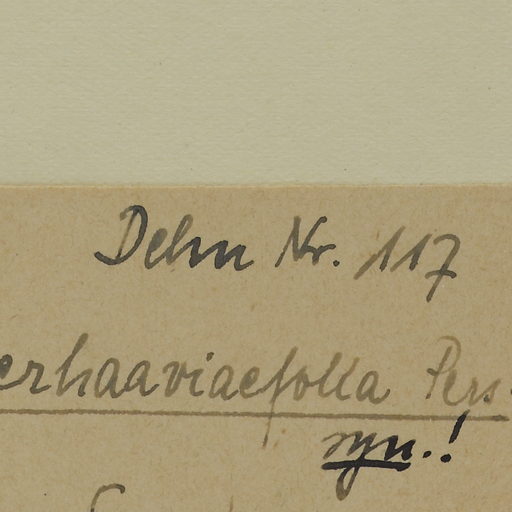 Dehn Nr. 117
erhaaviaefolia Pers.
syn.!